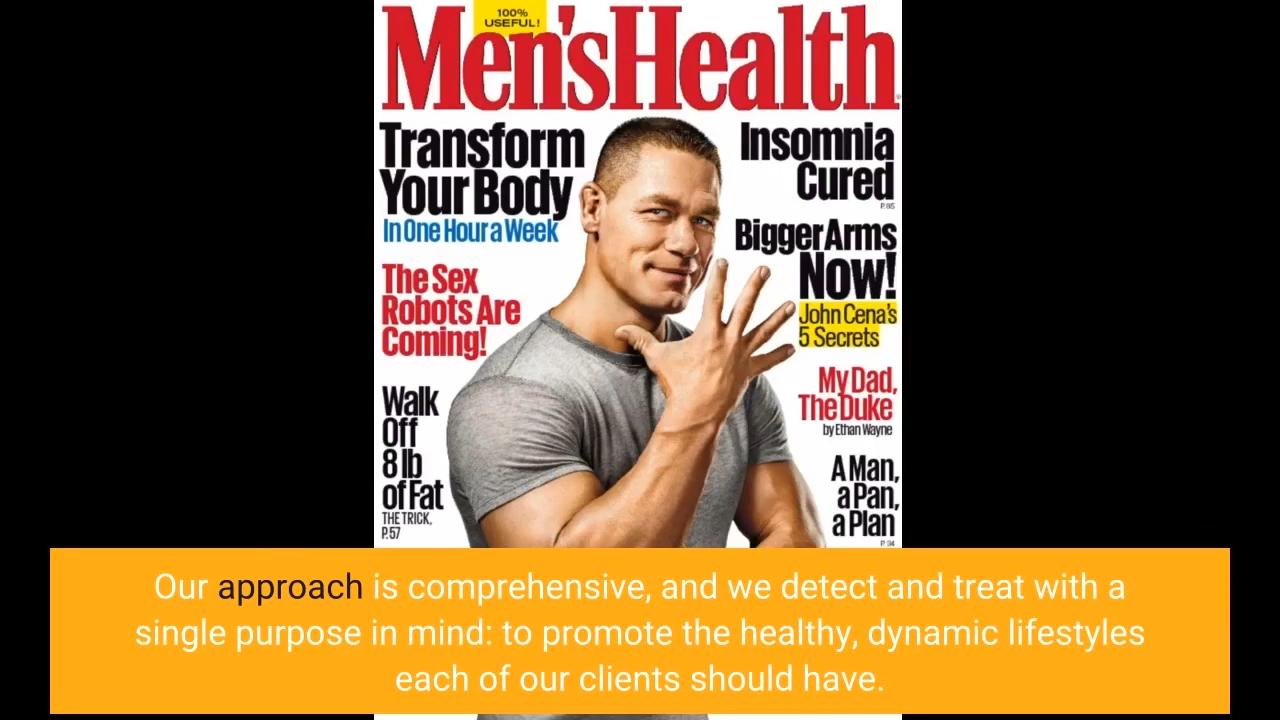 100%
USEFUL!
Men'sHealth
Transform
Your Body
In One Hour a Week
The Sex
Robots Are
Coming!
Walk
Off
8 lb
of Fat
THE TRICK,
P.57
Insomnia
Cured
P.85
Bigger Arms
Now!
John Cena's
5 Secrets
My Dad,
The Duke
by Ethan Wayne
A Man,
a Pan,
a Plan
P. 94
Our approach is comprehensive, and we detect and treat with a
single purpose in mind: to promote the healthy, dynamic lifestyles
each of our clients should have.